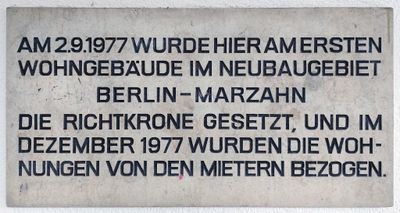 AM 2.9.1977 WURDE HIER AM ERSTEN
WOHNGEBÄUDE IM NEUBAUGEBIET
BERLIN-MARZAHN
DIE RICHTKRONE GESETZT, UND IM
DEZEMBER 1977 WURDEN DIE WOH-
NUNGEN VON DEN MIETERN BEZOGEN.